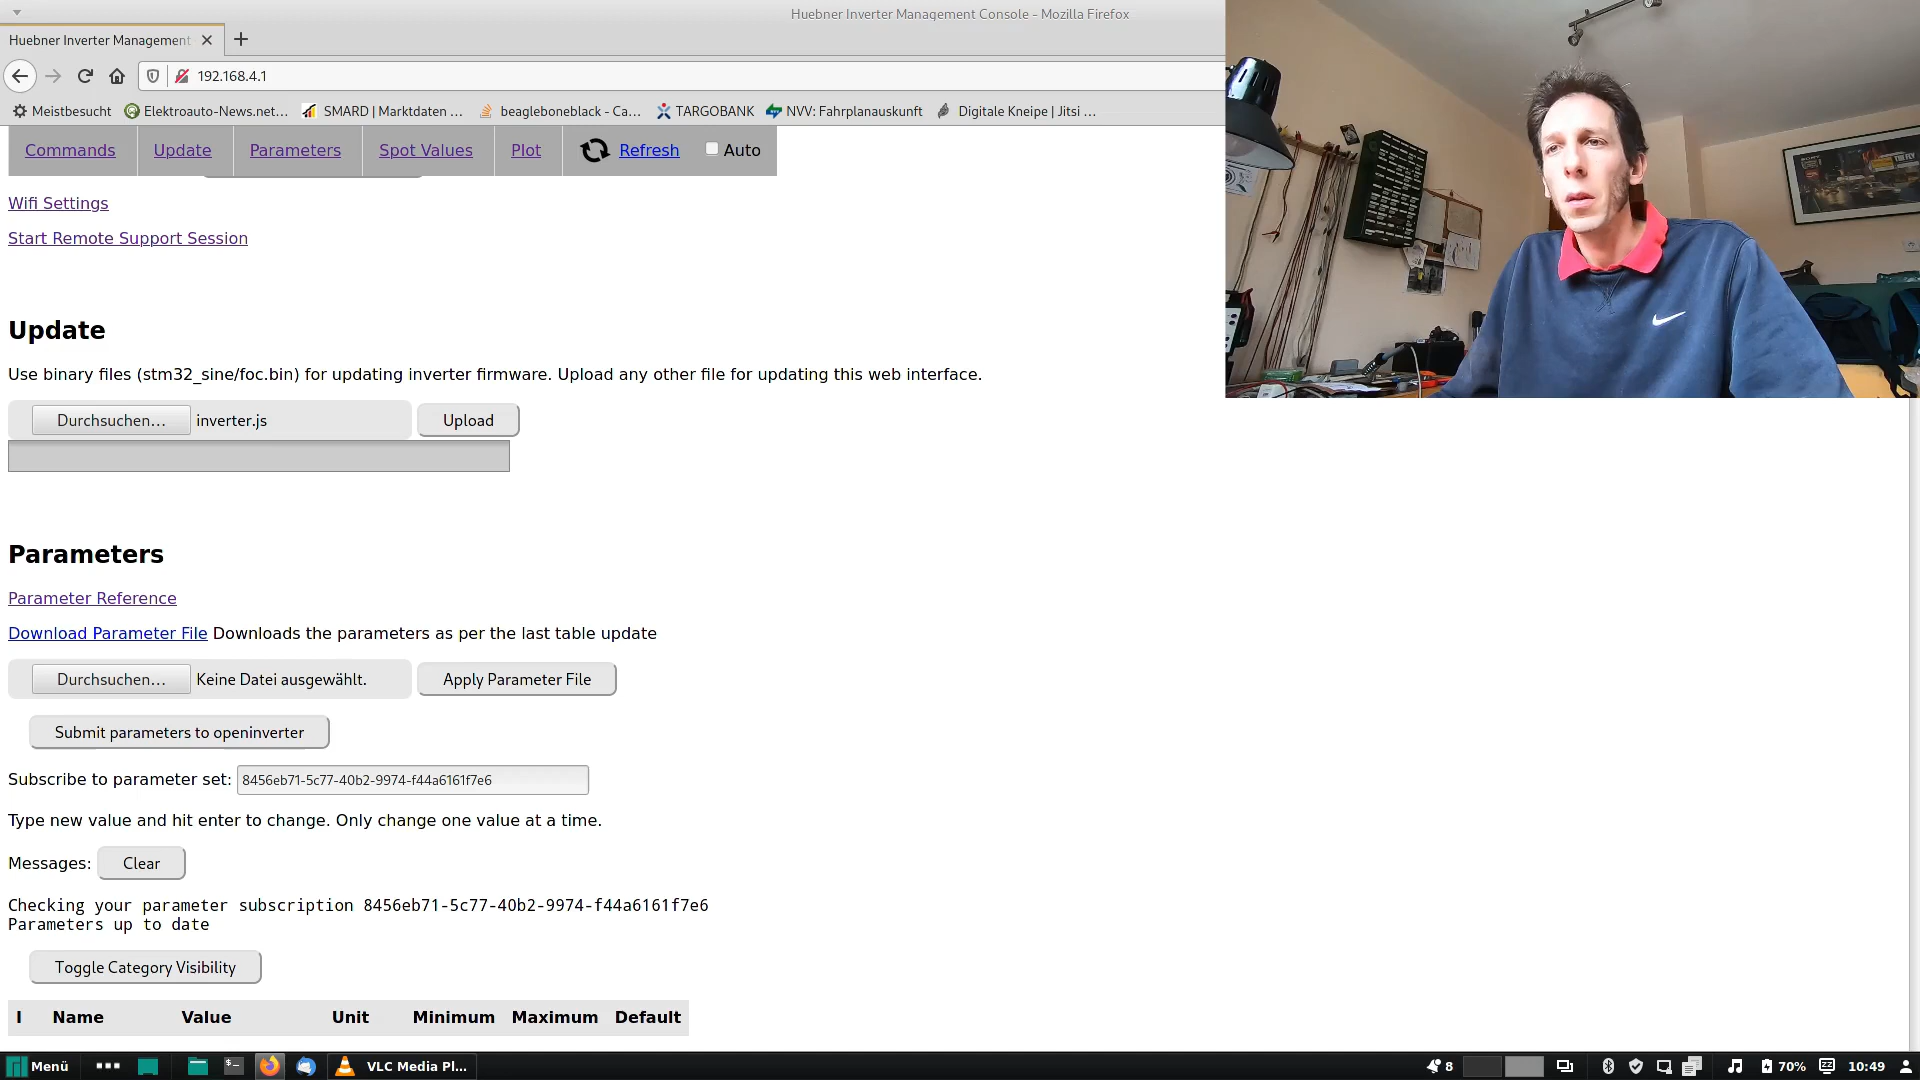 Huebner Inverter Management Console - Mozilla Firefox
Huebner Inverter Management
192.168.4.1
Meistbesucht Elektroauto-News.net... SMARD | Marktdaten ... beagleboneblack - Ca... TARGOBANK NVV: Fahrplanauskunft Digitale Kneipe | Jitsi ...
Commands Update Parameters Spot Values Plot Refresh Auto
Wifi Settings
Start Remote Support Session
Update
Use binary files (stm32_sine/foc.bin) for updating inverter firmware. Upload any other file for updating this web interface.
Durchsuchen... inverter.js Upload
Parameters
Parameter Reference
Download Parameter File Downloads the parameters as per the last table update
Durchsuchen... Keine Datei ausgewählt. Apply Parameter File
Submit parameters to openinverter
Subscribe to parameter set: 8456eb71-5c77-40b2-9974-f44a6161f7e6
Type new value and hit enter to change. Only change one value at a time.
Messages: Clear
Checking your parameter subscription 8456eb71-5c77-40b2-9974-f44a6161f7e6
Parameters up to date
Toggle Category Visibility
I Name Value Unit Minimum Maximum Default
Menü VLC Media Pl... 8 70% 10:49